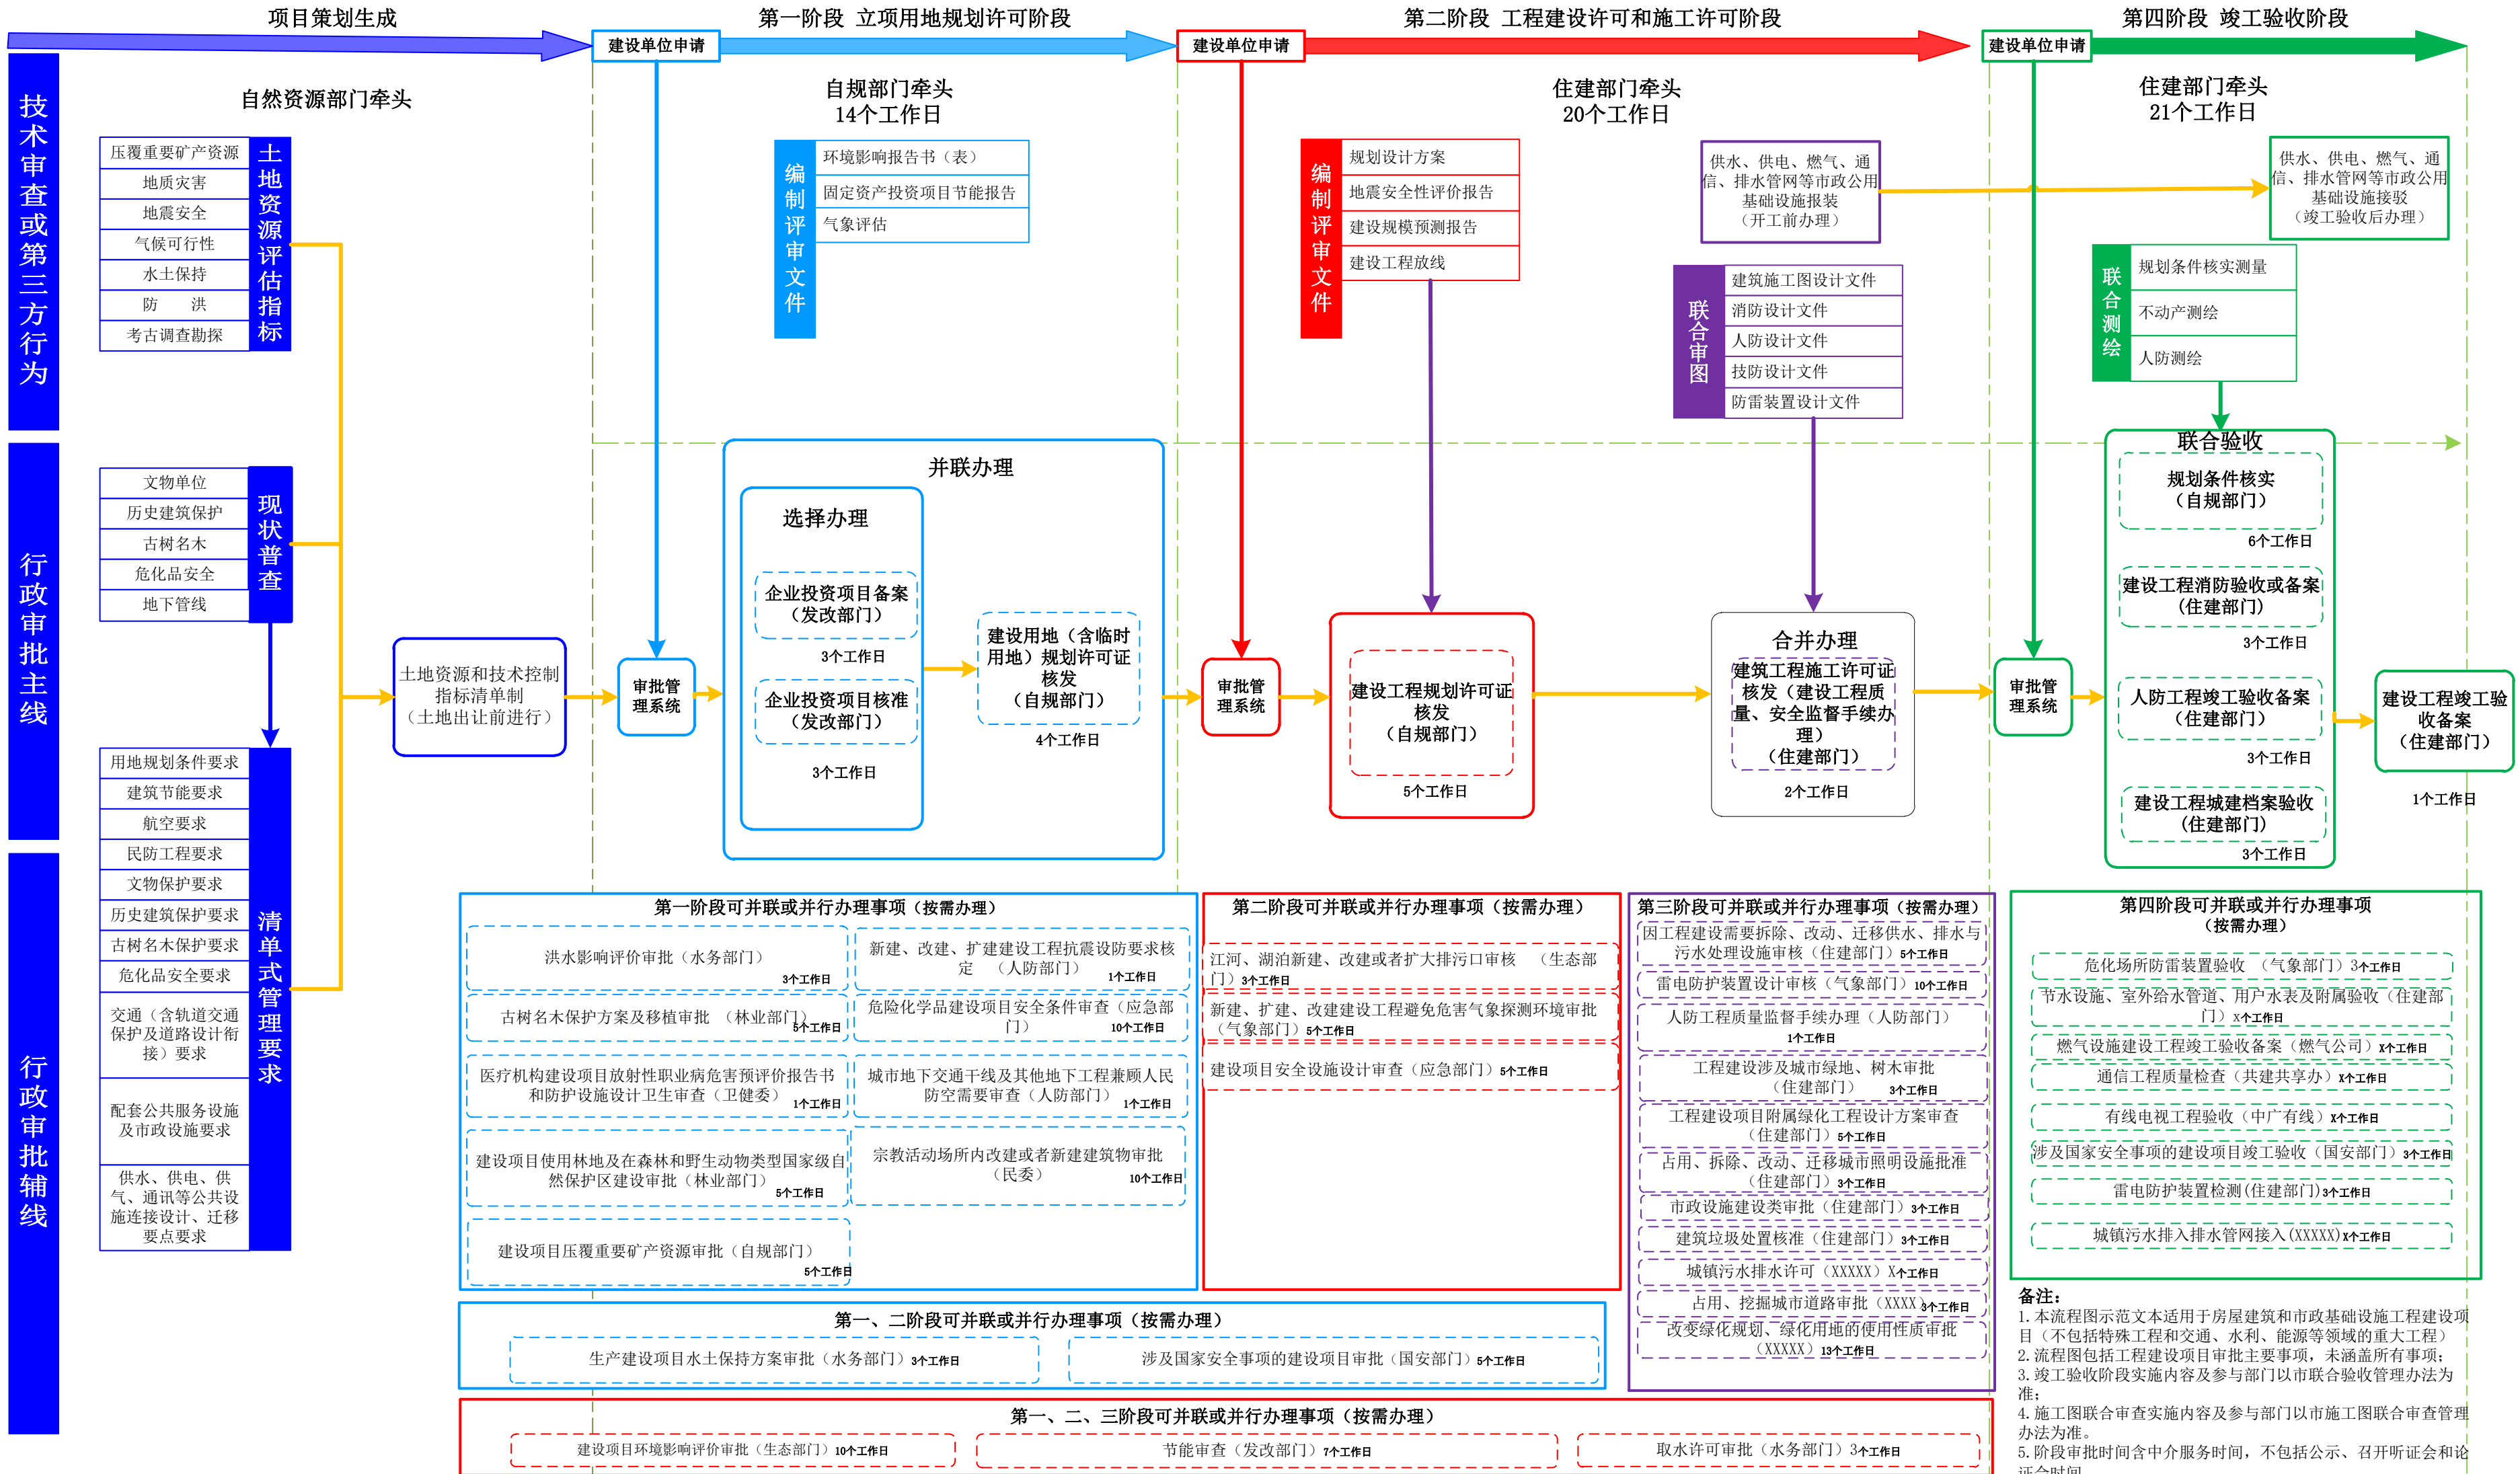 项目策划生成
第一阶段 立项用地规划许可阶段
第二阶段 工程建设许可和施工许可阶段
第四阶段 竣工验收阶段
建设单位申请
建设单位申请
建设单位申请
技术审查或第三方行为
行政审批主线
行政审批辅线
自然资源部门牵头
压覆重要矿产资源
地质灾害
地震安全
气候可行性
水土保持
防 洪
考古调查勘探
土地资源评估指标
文物单位
历史建筑保护
古树名木
危化品安全
地下管线
现状普查
用地规划条件要求
建筑节能要求
航空要求
民防工程要求
文物保护要求
历史建筑保护要求
古树名木保护要求
危化品安全要求
交通（含轨道交通
保护及道路设计衔
接）要求
配套公共服务设施
及市政设施要求
供水、供电、供
气、通讯等公共设
施连接设计、迁移
要点要求
清单式管理要求
土地资源和技术控制
指标清单制
（土地出让前进行）
自规部门牵头
14个工作日
编制评审文件
环境影响报告书（表）
固定资产投资项目节能报告
气象评估
审批管
理系统
并联办理
选择办理
企业投资项目备案
（发改部门）
3个工作日
企业投资项目核准
（发改部门）
3个工作日
建设用地（含临时
用地）规划许可证
核发
（自规部门）
4个工作日
住建部门牵头
20个工作日
编制评审文件
规划设计方案
地震安全性评价报告
建设规模预测报告
建设工程放线
供水、供电、燃气、通
信、排水管网等市政公用
基础设施报装
（开工前办理）
联合审图
建筑施工图设计文件
消防设计文件
人防设计文件
技防设计文件
防雷装置设计文件
审批管
理系统
建设工程规划许可证
核发
（自规部门）
5个工作日
合并办理
建筑工程施工许可证
核发（建设工程质
量、安全监督手续办
理）
（住建部门）
2个工作日
住建部门牵头
21个工作日
供水、供电、燃气、通
信、排水管网等市政公用
基础设施接驳
（竣工验收后办理）
联合测绘
规划条件核实测量
不动产测绘
人防测绘
审批管
理系统
联合验收
规划条件核实
（自规部门）
6个工作日
建设工程消防验收或备案
(住建部门)
3个工作日
人防工程竣工验收备案
（住建部门）
3个工作日
建设工程城建档案验收
(住建部门)
3个工作日
建设工程竣工验
收备案
（住建部门）
1个工作日
第一阶段可并联或并行办理事项（按需办理）
洪水影响评价审批（水务部门）
3个工作日
新建、改建、扩建建设工程抗震设防要求核
定 （人防部门） 1个工作日
古树名木保护方案及移植审批 （林业部门）
5个工作日
危险化学品建设项目安全条件审查（应急部
门） 10个工作日
医疗机构建设项目放射性职业病危害预评价报告书
和防护设施设计卫生审查（卫健委） 1个工作日
城市地下交通干线及其他地下工程兼顾人民
防空需要审查（人防部门） 1个工作日
建设项目使用林地及在森林和野生动物类型国家级自
然保护区建设审批（林业部门）
5个工作日
宗教活动场所内改建或者新建建筑物审批
（民委） 10个工作日
建设项目压覆重要矿产资源审批（自规部门）
5个工作日
第二阶段可并联或并行办理事项（按需办理）
江河、湖泊新建、改建或者扩大排污口审核 （生态部
门）3个工作日
新建、扩建、改建建设工程避免危害气象探测环境审批
（气象部门）5个工作日
建设项目安全设施设计审查（应急部门）5个工作日
第三阶段可并联或并行办理事项（按需办理）
因工程建设需要拆除、改动、迁移供水、排水与
污水处理设施审核（住建部门）5个工作日
雷电防护装置设计审核（气象部门）10个工作日
人防工程质量监督手续办理（人防部门）
1个工作日
工程建设涉及城市绿地、树木审批
（住建部门） 3个工作日
工程建设项目附属绿化工程设计方案审查
（住建部门）5个工作日
占用、拆除、改动、迁移城市照明设施批准
（住建部门）3个工作日
市政设施建设类审批（住建部门）3个工作日
建筑垃圾处置核准（住建部门）3个工作日
城镇污水排水许可（XXXXX）X个工作日
占用、挖掘城市道路审批（XXXX）3个工作日
改变绿化规划、绿化用地的使用性质审批
（XXXXX）13个工作日
第四阶段可并联或并行办理事项
（按需办理）
危化场所防雷装置验收 （气象部门）3个工作日
节水设施、室外给水管道、用户水表及附属验收（住建部
门）x个工作日
燃气设施建设工程竣工验收备案（燃气公司）X个工作日
通信工程质量检查（共建共享办）X个工作日
有线电视工程验收（中广有线）X个工作日
涉及国家安全事项的建设项目竣工验收（国安部门）3个工作日
雷电防护装置检测(住建部门)3个工作日
城镇污水排入排水管网接入(XXXXX)X个工作日
第一、二阶段可并联或并行办理事项（按需办理）
生产建设项目水土保持方案审批（水务部门）3个工作日
涉及国家安全事项的建设项目审批（国安部门）5个工作日
第一、二、三阶段可并联或并行办理事项（按需办理）
建设项目环境影响评价审批（生态部门）10个工作日
节能审查（发改部门）7个工作日
取水许可审批（水务部门）3个工作日
备注：
1.本流程图示范文本适用于房屋建筑和市政基础设施工程建设项
目（不包括特殊工程和交通、水利、能源等领域的重大工程）
2.流程图包括工程建设项目审批主要事项，未涵盖所有事项；
3.竣工验收阶段实施内容及参与部门以市联合验收管理办法为
准；
4.施工图联合审查实施内容及参与部门以市施工图联合审查管理
办法为准。
5.阶段审批时间含中介服务时间，不包括公示、召开听证会和论
证会时间